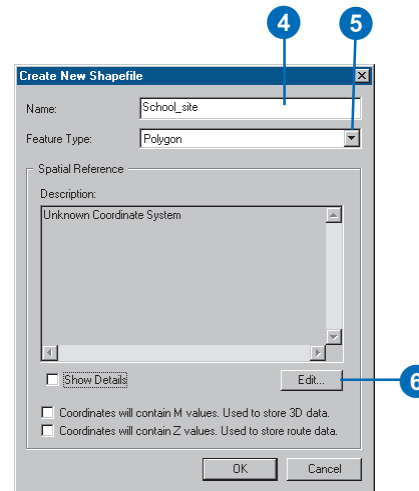 4 5
Create New Shapefile
Name: School_site
Feature Type: Polygon
Spatial Reference
Description:
Unknown Coordinate System
Show Details Edit... 6
Coordinates will contain M values. Used to store 3D data.
Coordinates will contain Z values. Used to store route data.
OK Cancel